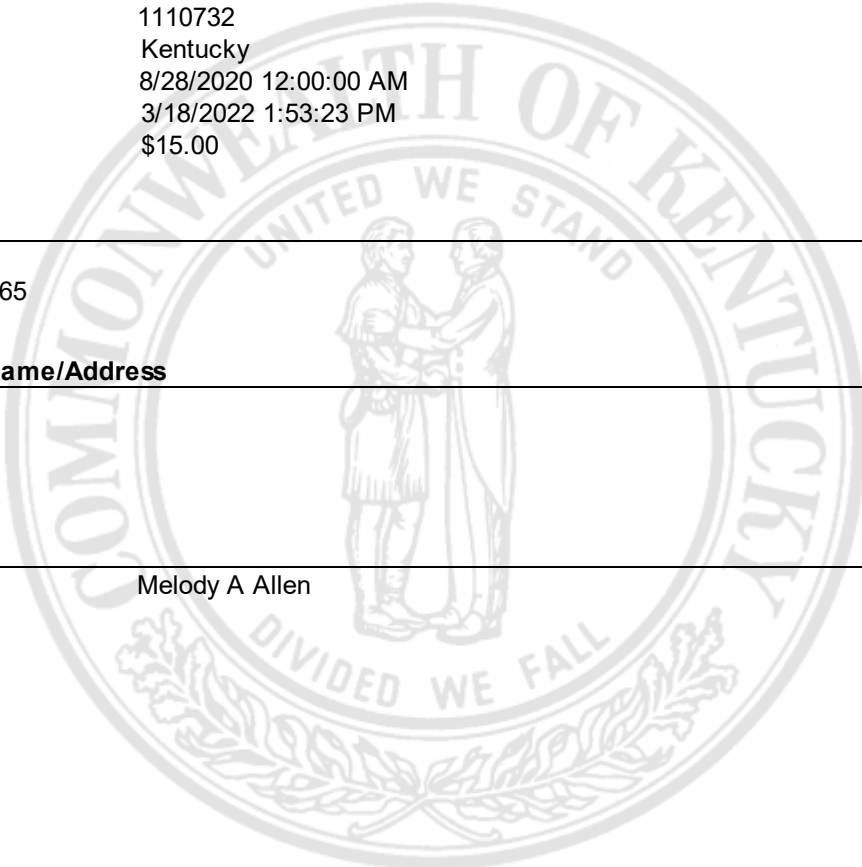 1110732
Kentucky
8/28/2020 12:00:00 AM
3/18/2022 1:53:23 PM
$15.00
COMMONWEALTH OF KENTUCKY
UNITED WE STAND
65
ame/Address
Melody A Allen
DIVIDED WE FALL